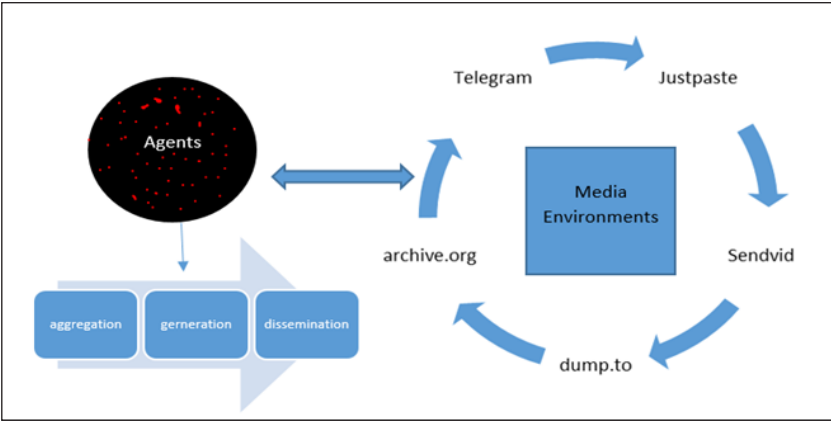 Telegram
Justpaste
Agents
Media
Environments
archive.org
Sendvid
aggregation
gerneration
dissemination
dump.to